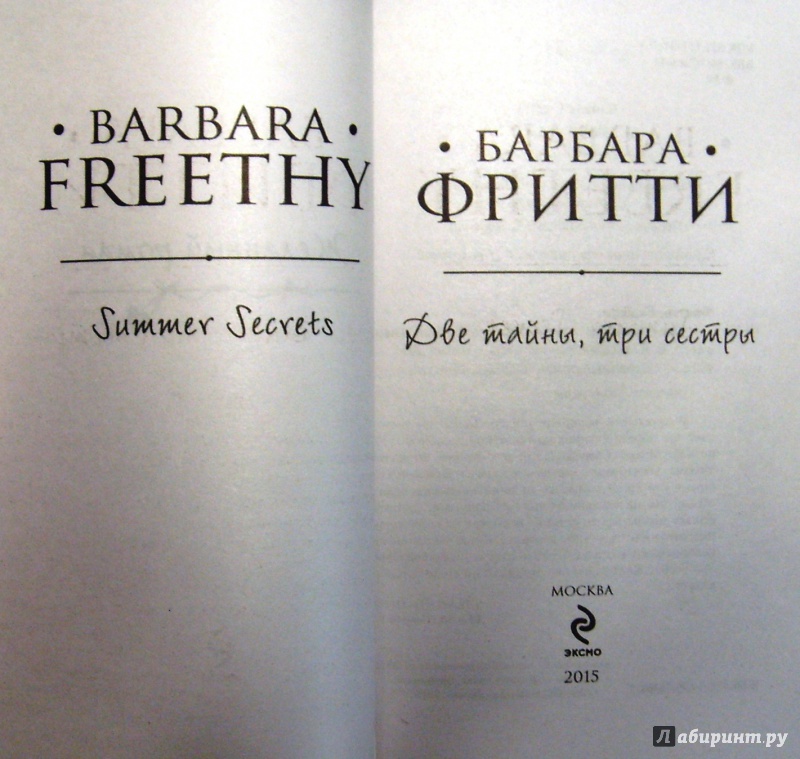 • BARBARA •
FREETHY
Summer Secrets
• БАРБАРА •
ФРИТТИ
Две тайны, три сестры
МОСКВА
ЭКСМО
2015
Лабиринт.ру